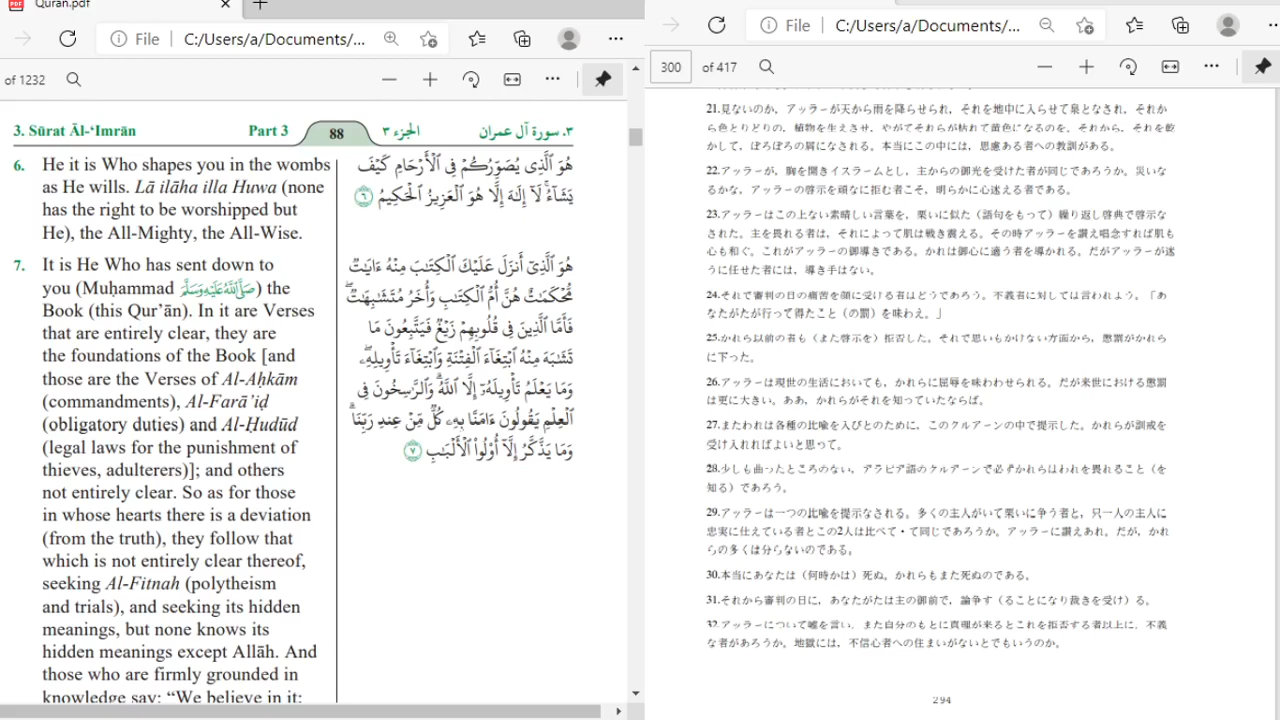 Quran.pdf
File
C:/Users/a/Documents/...
of 1232
3. Sūrat Āl-‘Imrān
Part 3
88
الجزء ٣
٣. سورة آل عمران
6. He it is Who shapes you in the wombs
as He wills. Lā ilāha illa Huwa (none
has the right to be worshipped but
He), the All-Mighty, the All-Wise.
7. It is He Who has sent down to
you (Muḥammad صلى الله عليه وسلم) the
Book (this Qur’ān). In it are Verses
that are entirely clear, they are
the foundations of the Book [and
those are the Verses of Al-Aḥkām
(commandments), Al-Farā’iḍ
(obligatory duties) and Al-Ḥudūd
(legal laws for the punishment of
thieves, adulterers)]; and others
not entirely clear. So as for those
in whose hearts there is a deviation
(from the truth), they follow that
which is not entirely clear thereof,
seeking Al-Fitnah (polytheism
and trials), and seeking its hidden
meanings, but none knows its
hidden meanings except Allāh. And
those who are firmly grounded in
knowledge say: “We believe in it;
هُوَ ٱلَّذِى يُصَوِّرُكُمْ فِى ٱلْأَرْحَامِ كَيْفَ
يَشَآءُ ۚ لَآ إِلَٰهَ إِلَّا هُوَ ٱلْعَزِيزُ ٱلْحَكِيمُ ٦
هُوَ ٱلَّذِىٓ أَنزَلَ عَلَيْكَ ٱلْكِتَٰبَ مِنْهُ ءَايَٰتٌ
مُّحْكَمَٰتٌ هُنَّ أُمُّ ٱلْكِتَٰبِ وَأُخَرُ مُتَشَٰبِهَٰتٌ ۖ
فَأَمَّا ٱلَّذِينَ فِى قُلُوبِهِمْ زَيْغٌ فَيَتَّبِعُونَ مَا
تَشَٰبَهَ مِنْهُ ٱبْتِغَآءَ ٱلْفِتْنَةِ وَٱبْتِغَآءَ تَأْوِيلِهِۦ ۗ
وَمَا يَعْلَمُ تَأْوِيلَهُۥٓ إِلَّا ٱللَّهُ ۗ وَٱلرَّٰسِخُونَ فِى
ٱلْعِلْمِ يَقُولُونَ ءَامَنَّا بِهِۦ كُلٌّ مِّنْ عِندِ رَبِّنَا ۗ
وَمَا يَذَّكَّرُ إِلَّآ أُو۟لُوا۟ ٱلْأَلْبَٰبِ ٧
File
C:/Users/a/Documents/...
300 of 417
21.見ないのか，アッラーが天から雨を降らせられ，それを地中に入らせて泉となされ，それか
ら色とりどりの，植物を生えさせ，やがてそれらが枯れて黄色になるのを。それから，それを乾
かして，ぼろぼろの屑になされる。本当にこの中には，思慮ある者への教訓がある。
22.アッラーが，胸を開きイスラームとし，主からの御光を受けた者が同じであろうか。災いな
るかな，アッラーの啓示を頑なに拒む者こそ，明らかに心迷える者である。
23.アッラーはこの上ない素晴しい言葉を，栗いに似た（語句をもって）繰り返し啓典で啓示な
された。主を畏れる者は，それによって肌は戦き震える。その時アッラーを讃え唱念すれば肌も
心も和ぐ。これがアッラーの御導きである。かれは御心に適う者を導かれる。だがアッラーが迷
うに任せた者には，導き手はない。
24.それで審判の日の痛苦を顔に受ける者はどうであろう。不義者に対しては言われよう。「あ
なたがたが行って得たこと（の罰）を味わえ。」
25.かれら以前の者も（また啓示を）拒否した。それで思いもかけない方面から，懲罰がかれら
に下った。
26.アッラーは現世の生活においても，かれらに屈辱を味わわせられる。だが来世における懲罰
は更に大きい。ああ，かれらがそれを知っていたならば。
27.またわれは各種の比喩を人びとのために，このクルアーンの中で提示した。かれらが訓戒を
受け入れればよいと思って。
28.少しも曲ったところのない，アラビア語のクルアーンで必ずかれらはわれを畏れること（を
知る）であろう。
29.アッラーは一つの比喩を提示なされる。多くの主人がいて栗いに争う者と，只一人の主人に
忠実に仕えている者とこの2人は比べて・て同じであろうか。アッラーに讃えあれ。だが，かれ
らの多くは分らないのである。
30.本当にあなたは（何時かは）死ぬ。かれらもまた死ぬのである。
31.それから審判の日に，あなたがたは主の御前で，論争す（ることになり裁きを受け）る。
32.アッラーについて嘘を言い，また自分のもとに真理が来るとこれを拒否する者以上に，不義
な者があろうか。地獄には，不信心者への住まいがないとでもいうのか。
294